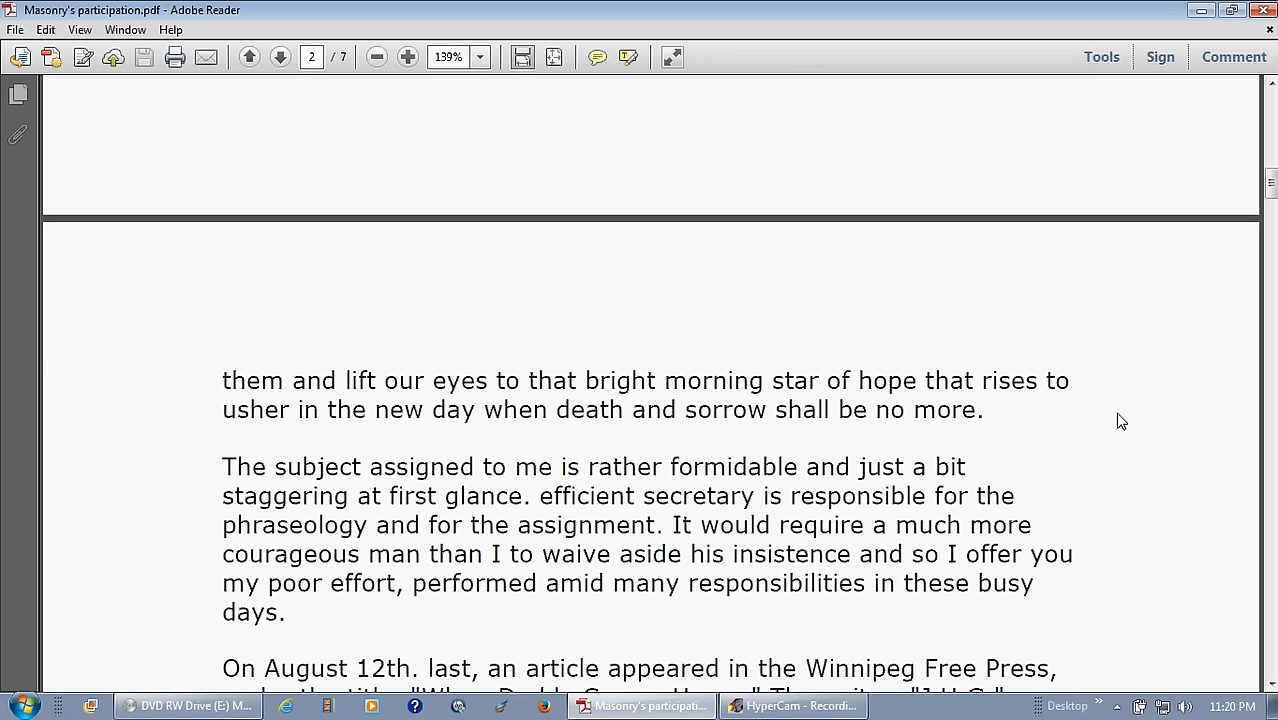 Masonry's participation.pdf - Adobe Reader
File Edit View Window Help
2 / 7 139% Tools Sign Comment
them and lift our eyes to that bright morning star of hope that rises to
usher in the new day when death and sorrow shall be no more.
The subject assigned to me is rather formidable and just a bit
staggering at first glance. efficient secretary is responsible for the
phraseology and for the assignment. It would require a much more
courageous man than I to waive aside his insistence and so I offer you
my poor effort, performed amid many responsibilities in these busy
days.
On August 12th. last, an article appeared in the Winnipeg Free Press,
DVD RW Drive (E:) M... Masonry's participati... HyperCam - Recordi... Desktop » 11:20 PM